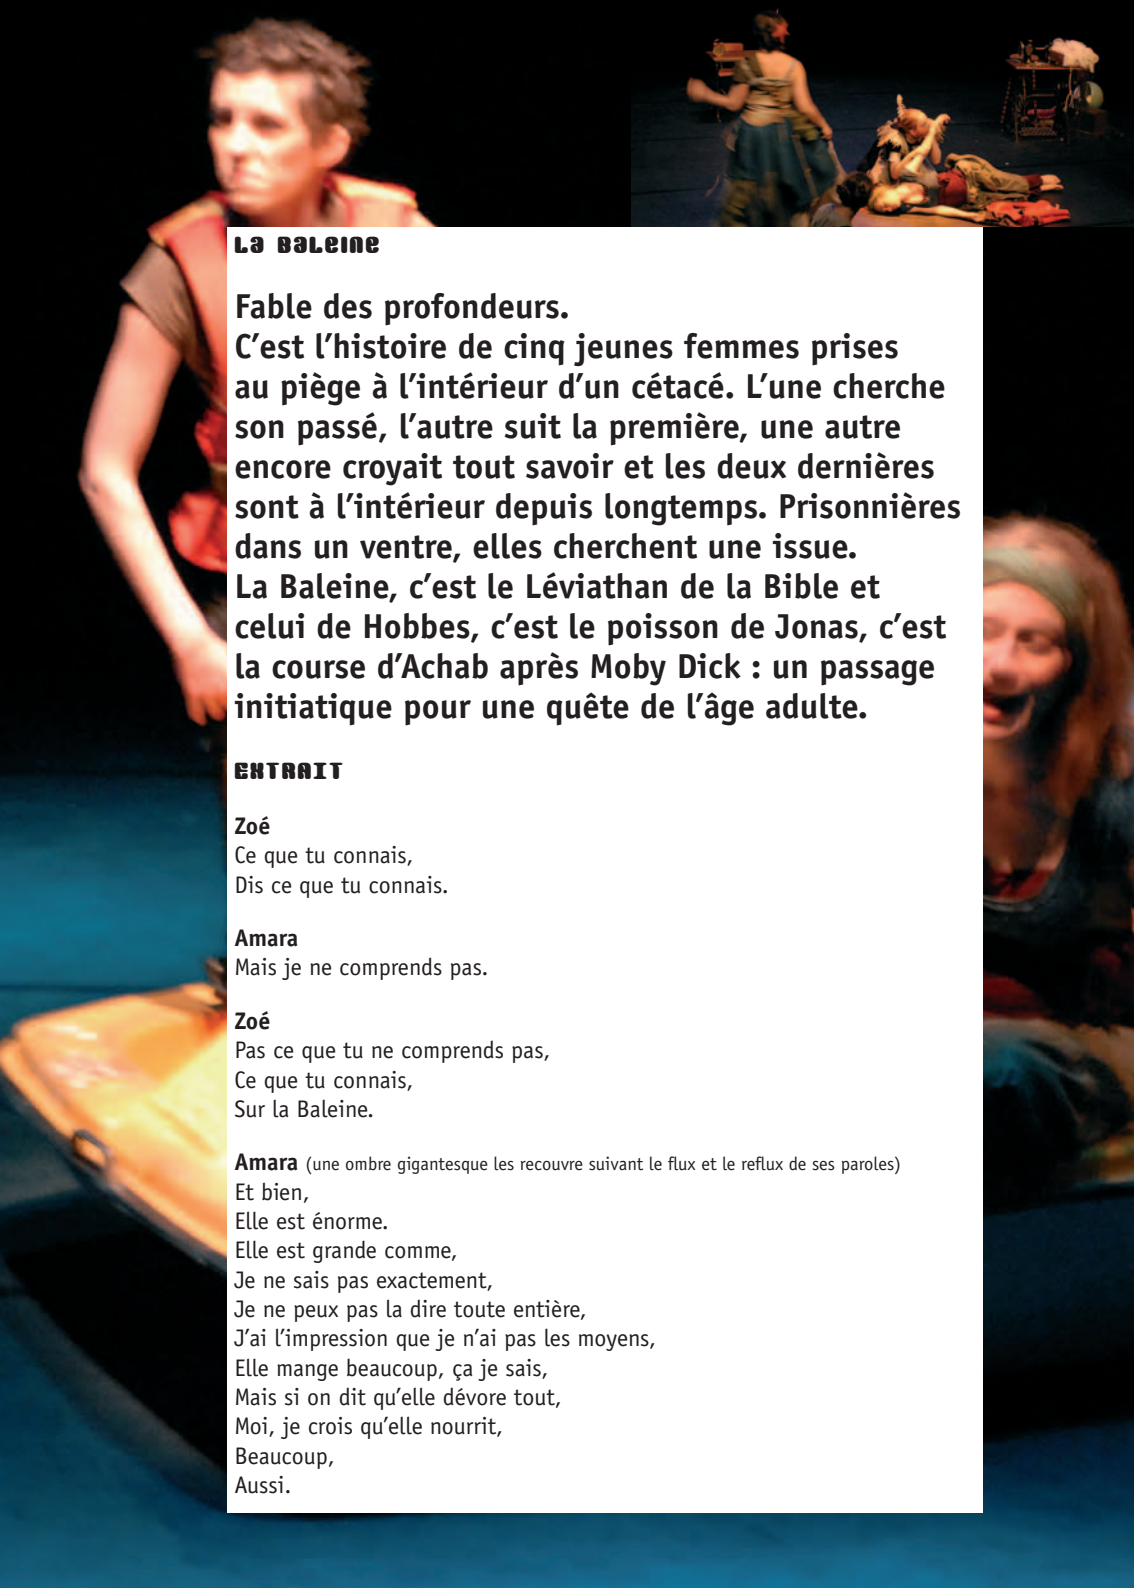 La Baleine
Fable des profondeurs.
C’est l’histoire de cinq jeunes femmes prises
au piège à l’intérieur d’un cétacé. L’une cherche
son passé, l’autre suit la première, une autre
encore croyait tout savoir et les deux dernières
sont à l’intérieur depuis longtemps. Prisonnières
dans un ventre, elles cherchent une issue.
La Baleine, c’est le Léviathan de la Bible et
celui de Hobbes, c’est le poisson de Jonas, c’est
la course d’Achab après Moby Dick : un passage
initiatique pour une quête de l’âge adulte.
EXTRAIT
Zoé
Ce que tu connais,
Dis ce que tu connais.
Amara
Mais je ne comprends pas.
Zoé
Pas ce que tu ne comprends pas,
Ce que tu connais,
Sur la Baleine.
Amara (une ombre gigantesque les recouvre suivant le flux et le reflux de ses paroles)
Et bien,
Elle est énorme.
Elle est grande comme,
Je ne sais pas exactement,
Je ne peux pas la dire toute entière,
J’ai l’impression que je n’ai pas les moyens,
Elle mange beaucoup, ça je sais,
Mais si on dit qu’elle dévore tout,
Moi, je crois qu’elle nourrit,
Beaucoup,
Aussi.